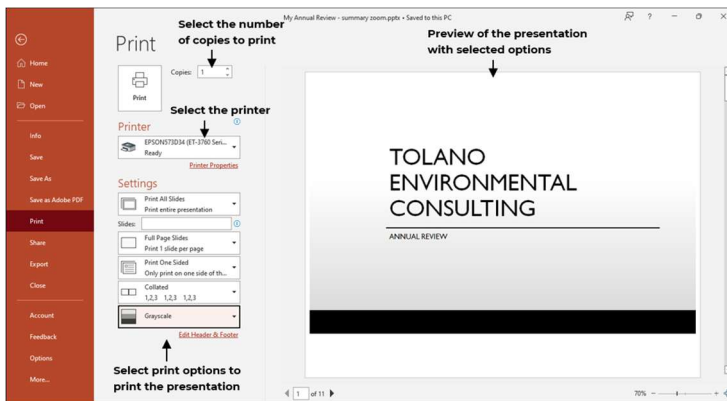 My Annual Review - summary zoom.pptx • Saved to this PC
?
Select the number
of copies to print
Preview of the presentation
with selected options
Home
New
Open
Info
Save
Save As
Save as Adobe PDF
Print
Share
Export
Close
Account
Feedback
Options
More...
Print
Print
Copies: 1
Select the printer
Printer
EPSON573D34 (ET-3760 Seri...
Ready
Printer Properties
Settings
Print All Slides
Print entire presentation
Slides:
Full Page Slides
Print 1 slide per page
Print One Sided
Only print on one side of th...
Collated
1,2,3 1,2,3 1,2,3
Grayscale
Edit Header & Footer
Select print options to
print the presentation
TOLANO
ENVIRONMENTAL
CONSULTING
ANNUAL REVIEW
1 of 11
70%